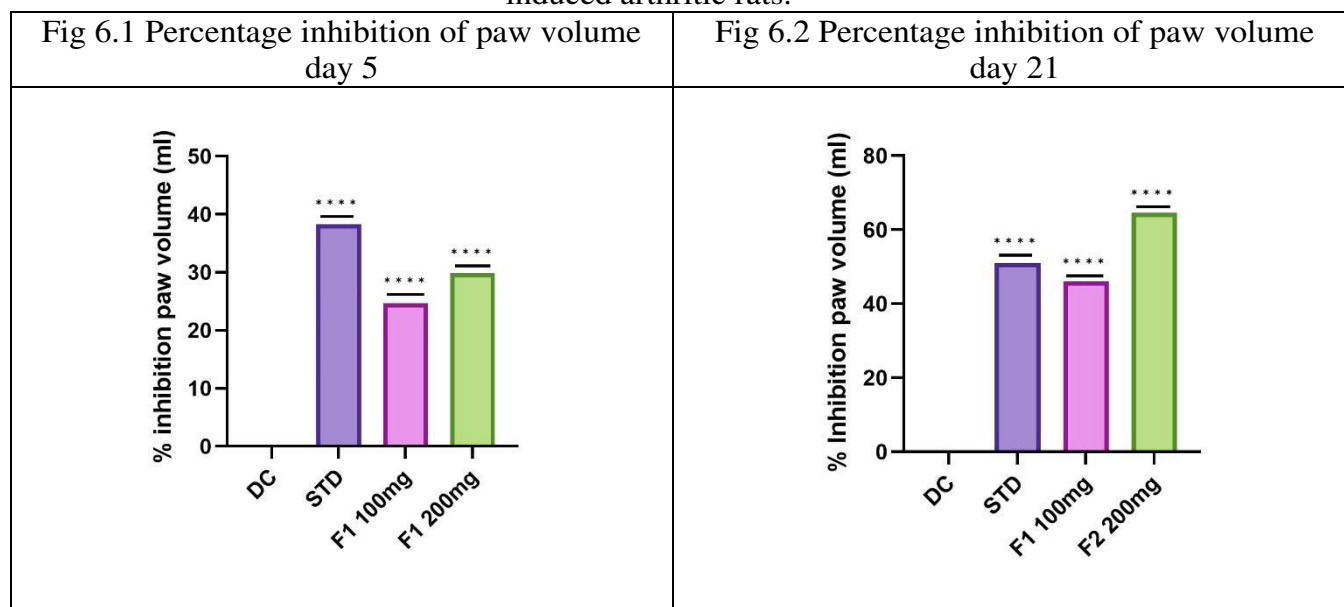 induced arthritic rats.
Fig 6.1 Percentage inhibition of paw volume
day 5
Fig 6.2 Percentage inhibition of paw volume
day 21
% inhibition paw volume (ml)
50
40
30
20
10
0
****
****
****
DC
STD
F1 100mg
F1 200mg
% Inhibition paw volume (ml)
80
60
40
20
0
****
****
****
DC
STD
F1 100mg
F2 200mg